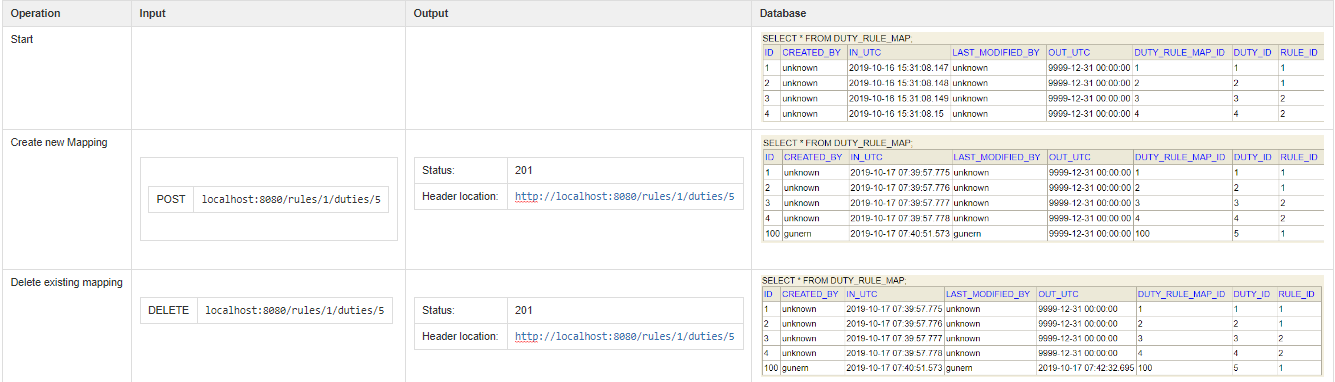 Operation Input Output Database
Start
SELECT * FROM DUTY_RULE_MAP;
ID CREATED_BY IN_UTC LAST_MODIFIED_BY OUT_UTC DUTY_RULE_MAP_ID DUTY_ID RULE_ID
1 unknown 2019-10-16 15:31:08.147 unknown 9999-12-31 00:00:00 1 1 1
2 unknown 2019-10-16 15:31:08.148 unknown 9999-12-31 00:00:00 2 2 1
3 unknown 2019-10-16 15:31:08.149 unknown 9999-12-31 00:00:00 3 3 2
4 unknown 2019-10-16 15:31:08.15 unknown 9999-12-31 00:00:00 4 4 2
Create new Mapping
POST localhost:8080/rules/1/duties/5
Status: 201
Header location: http://localhost:8080/rules/1/duties/5
SELECT * FROM DUTY_RULE_MAP;
ID CREATED_BY IN_UTC LAST_MODIFIED_BY OUT_UTC DUTY_RULE_MAP_ID DUTY_ID RULE_ID
1 unknown 2019-10-17 07:39:57.775 unknown 9999-12-31 00:00:00 1 1 1
2 unknown 2019-10-17 07:39:57.776 unknown 9999-12-31 00:00:00 2 2 1
3 unknown 2019-10-17 07:39:57.777 unknown 9999-12-31 00:00:00 3 3 2
4 unknown 2019-10-17 07:39:57.778 unknown 9999-12-31 00:00:00 4 4 2
100 gunern 2019-10-17 07:40:51.573 gunern 9999-12-31 00:00:00 100 5 1
Delete existing mapping
DELETE localhost:8080/rules/1/duties/5
Status: 201
Header location: http://localhost:8080/rules/1/duties/5
SELECT * FROM DUTY_RULE_MAP;
ID CREATED_BY IN_UTC LAST_MODIFIED_BY OUT_UTC DUTY_RULE_MAP_ID DUTY_ID RULE_ID
1 unknown 2019-10-17 07:39:57.775 unknown 9999-12-31 00:00:00 1 1 1
2 unknown 2019-10-17 07:39:57.776 unknown 9999-12-31 00:00:00 2 2 1
3 unknown 2019-10-17 07:39:57.777 unknown 9999-12-31 00:00:00 3 3 2
4 unknown 2019-10-17 07:39:57.778 unknown 9999-12-31 00:00:00 4 4 2
100 gunern 2019-10-17 07:40:51.573 gunern 2019-10-17 07:42:32.695 100 5 1